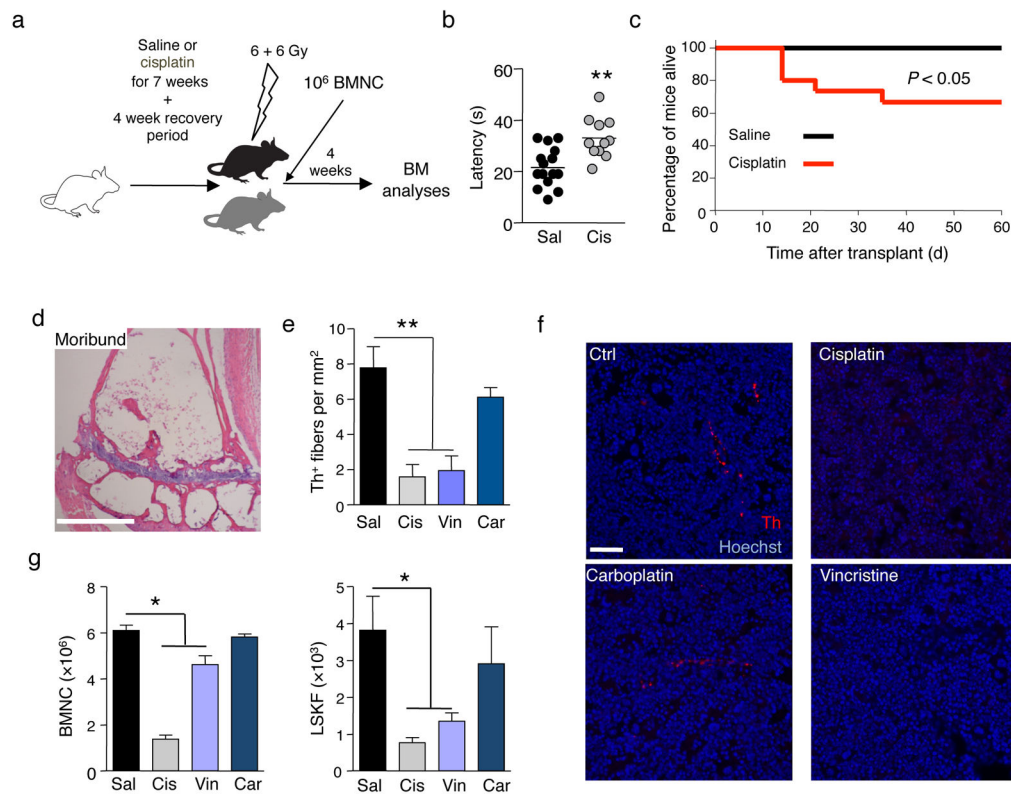 a
Saline or
cisplatin
for 7 weeks
+
4 week recovery
period
6 + 6 Gy
10⁶ BMNC
4
weeks
BM
analyses
b
Latency (s)
60
40
20
0
**
Sal Cis
c
Percentage of mice alive
100
80
60
40
20
0
P < 0.05
Saline
Cisplatin
0 10 20 30 40 50 60
Time after transplant (d)
d
Moribund
e
Th⁺ fibers per mm²
10
8
6
4
2
0
**
Sal Cis Vin Car
f
Ctrl
Th
Hoechst
Cisplatin
Carboplatin
Vincristine
g
BMNC (×10⁶)
8
6
4
2
0
*
Sal Cis Vin Car
LSKF (×10³)
5
4
3
2
1
0
*
Sal Cis Vin Car